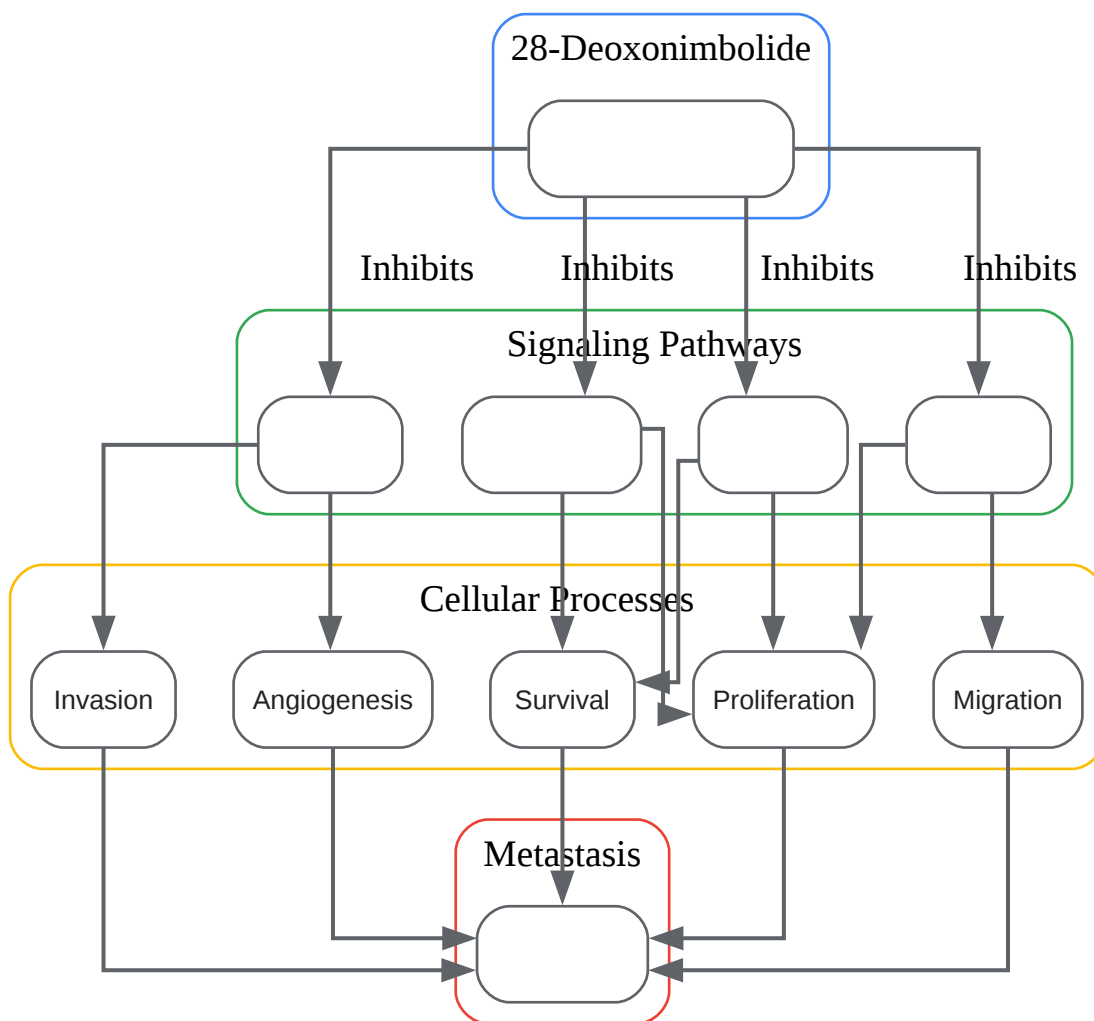 28-Deoxonimbolide
Inhibits
Inhibits
Inhibits
Inhibits
Signaling Pathways
Cellular Processes
Invasion
Angiogenesis
Survival
Proliferation
Migration
Metastasis